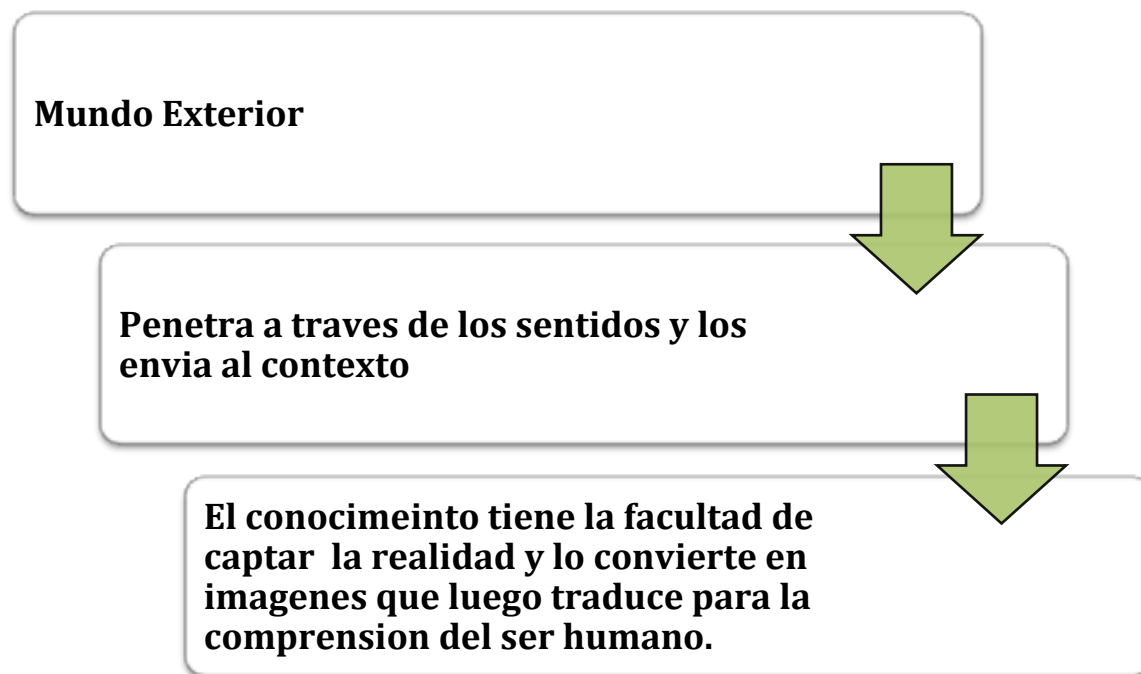 Mundo Exterior
Penetra a traves de los sentidos y los
envia al contexto
El conocimeinto tiene la facultad de
captar la realidad y lo convierte en
imagenes que luego traduce para la
comprension del ser humano.